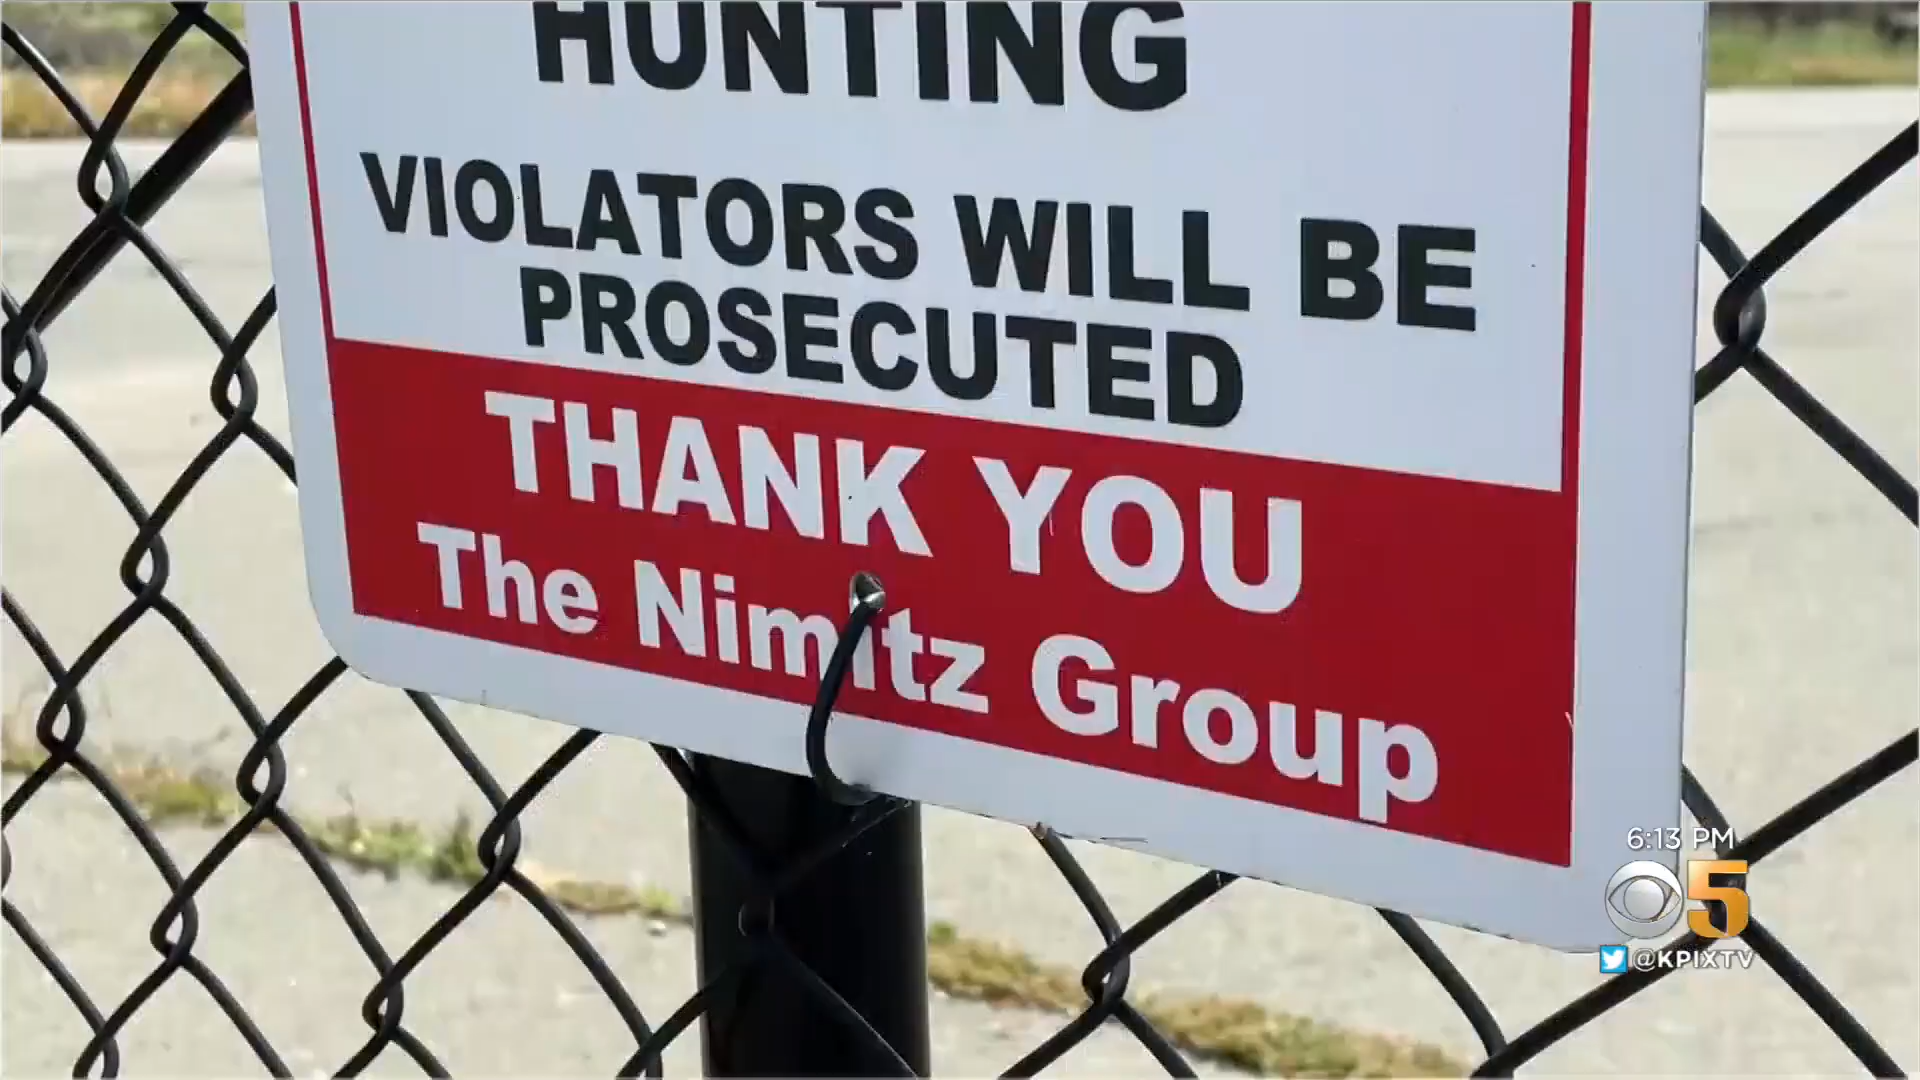 HUNTING
VIOLATORS WILL BE
PROSECUTED
THANK YOU
The Nimitz Group
6:13 PM
5
@KPIXTV